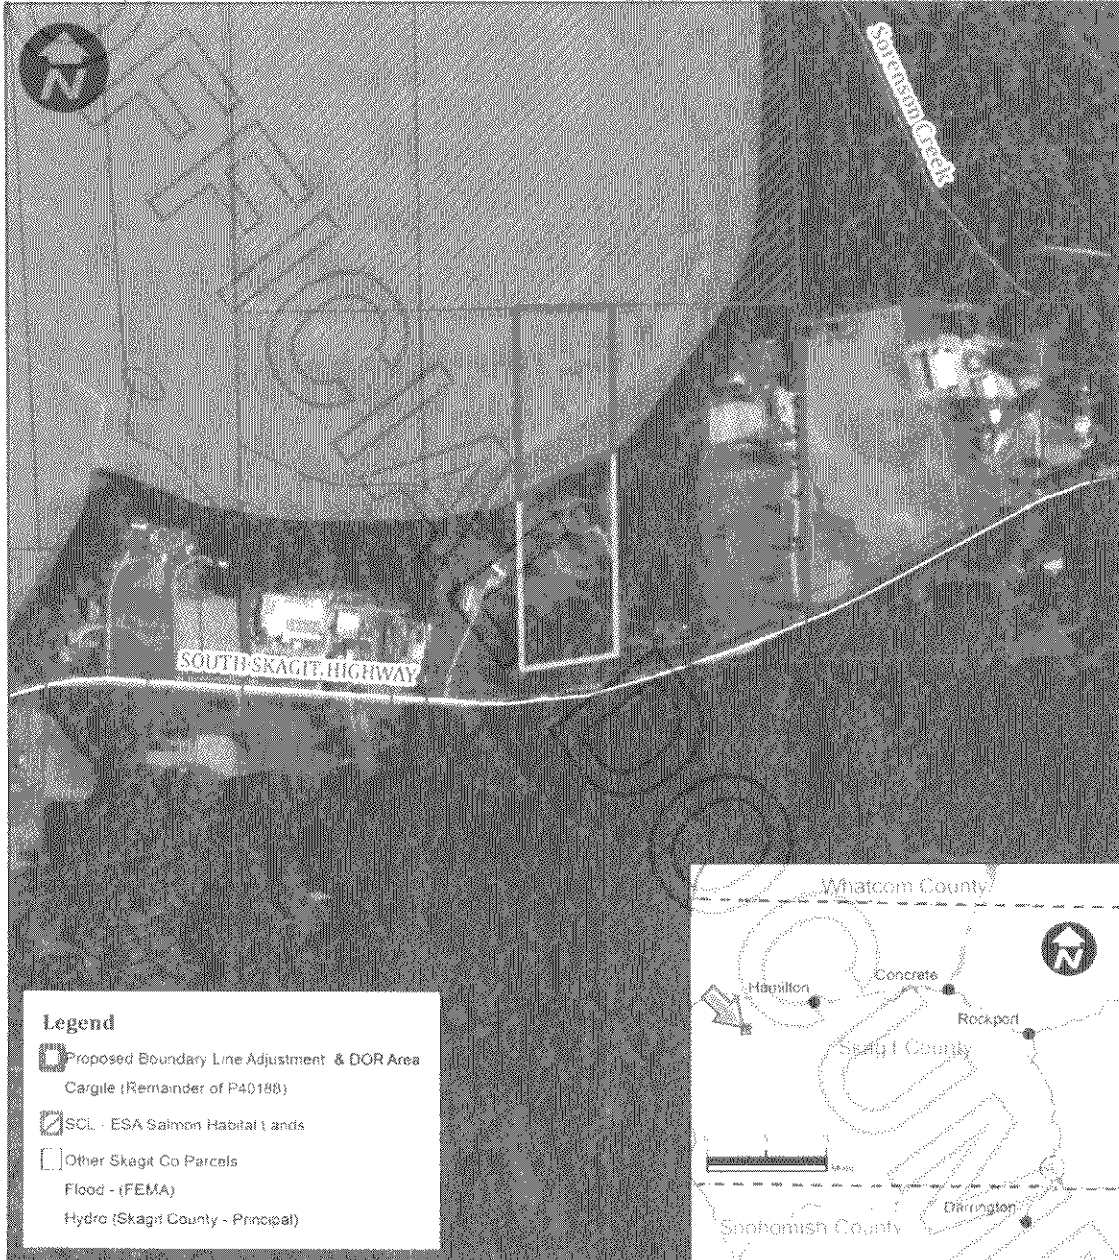 N
Sorenson Creek
SOUTH SKAGIT HIGHWAY
Legend
Proposed Boundary Line Adjustment & DOR Area
Cargile (Remainder of P40188)
SCL - ESA Salmon Habitat Lands
Other Skagit Co Parcels
Flood - (FEMA)
Hydro (Skagit County - Principal)
Whatcom County
N
Hamilton
Concrete
Rockport
Skagit County
Miles
Darrington
Snohomish County